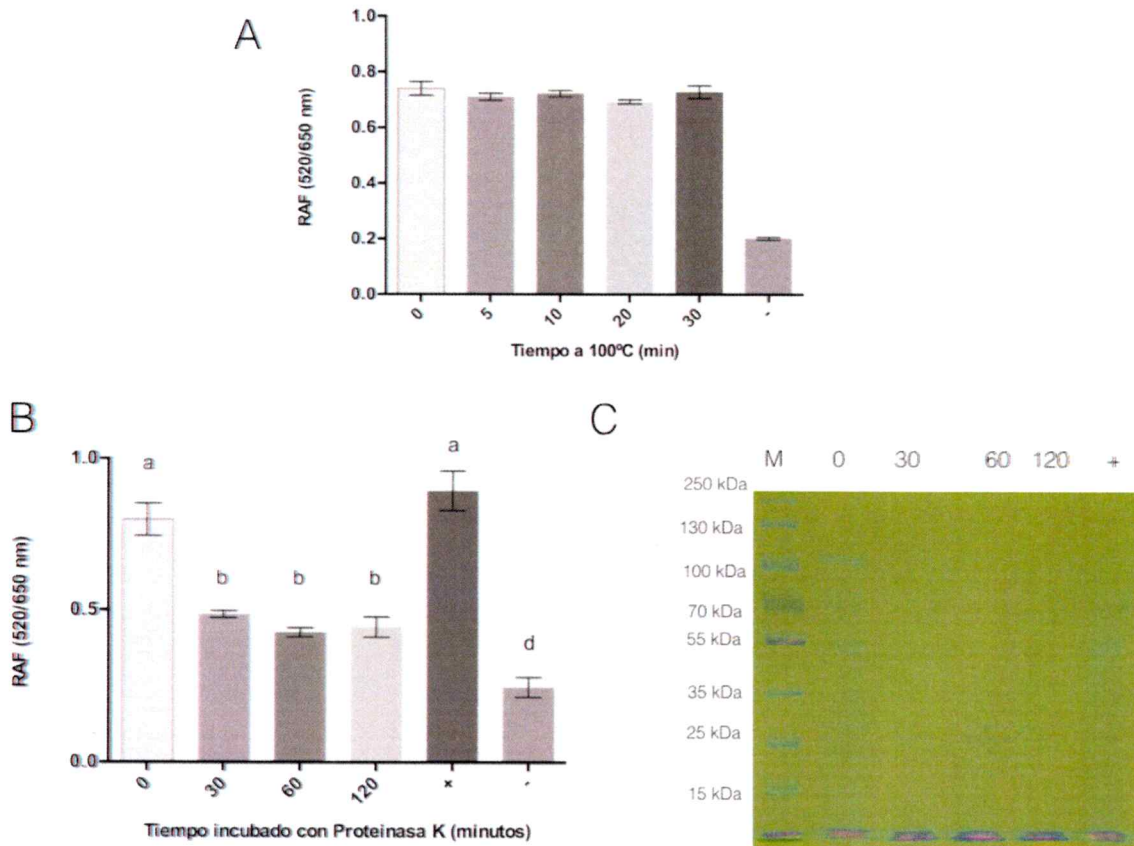 A
RAF (520/650 nm)
1.0
0.8
0.6
0.4
0.2
0.0
0 5 10 20 30 -
Tiempo a 100ºC (min)
B
RAF (520/650 nm)
1.0
0.5
0.0
a b b b a d
0 30 60 120 + -
Tiempo incubado con Proteinasa K (minutos)
C
M 0 30 60 120 +
250 kDa
130 kDa
100 kDa
70 kDa
55 kDa
35 kDa
25 kDa
15 kDa